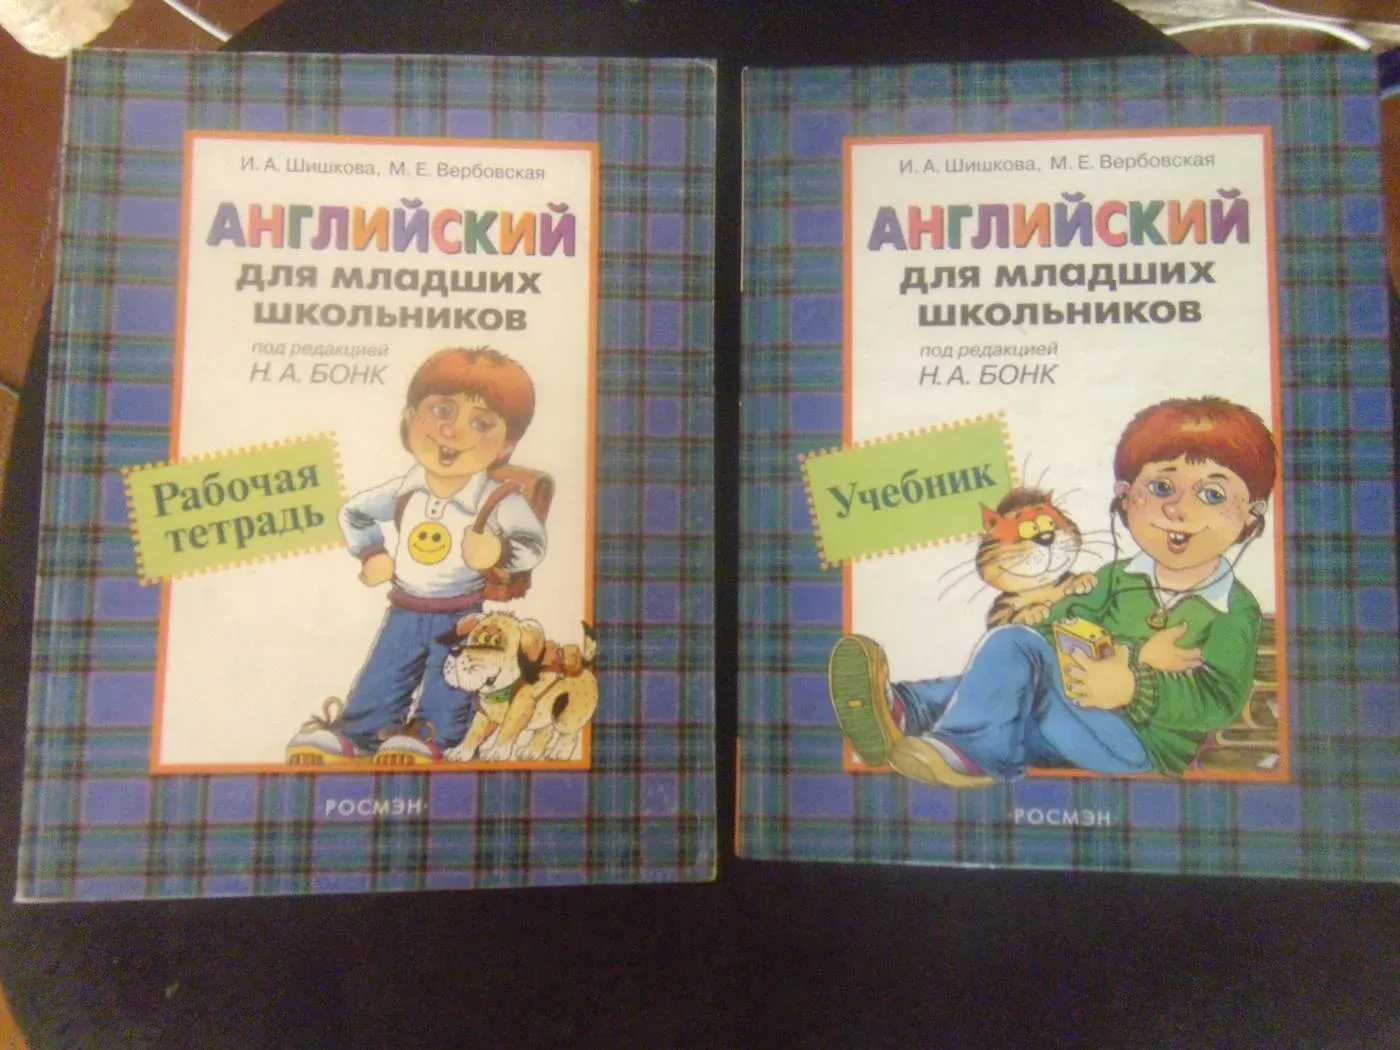 И. А. Шишкова, М. Е. Вербовская
АНГЛИЙСКИЙ
для младших
школьников
под редакцией
Н. А. БОНК
Рабочая
тетрадь
·РОСМЭН·
И. А. Шишкова, М. Е. Вербовская
АНГЛИЙСКИЙ
для младших
школьников
под редакцией
Н. А. БОНК
Учебник
·РОСМЭН·